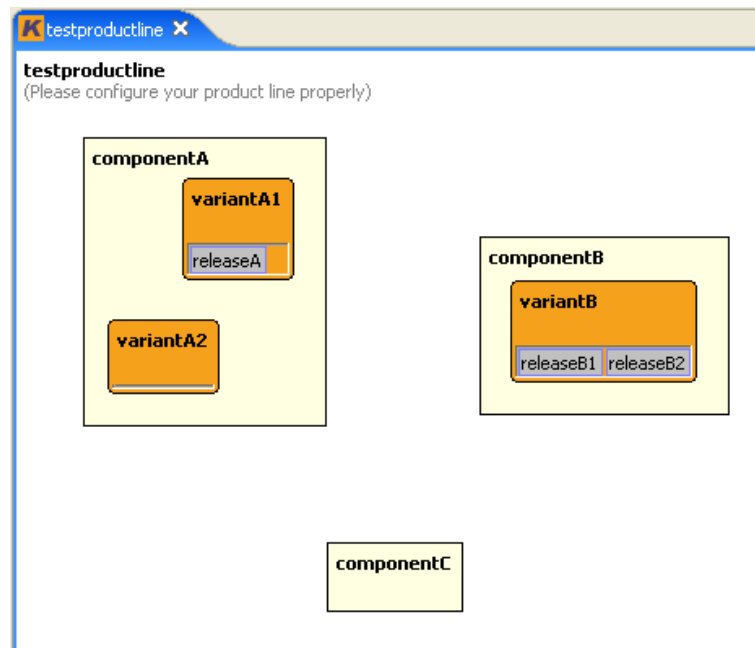 K testproductline
testproductline
(Please configure your product line properly)
componentA
variantA1
releaseA
variantA2
componentB
variantB
releaseB1 releaseB2
componentC